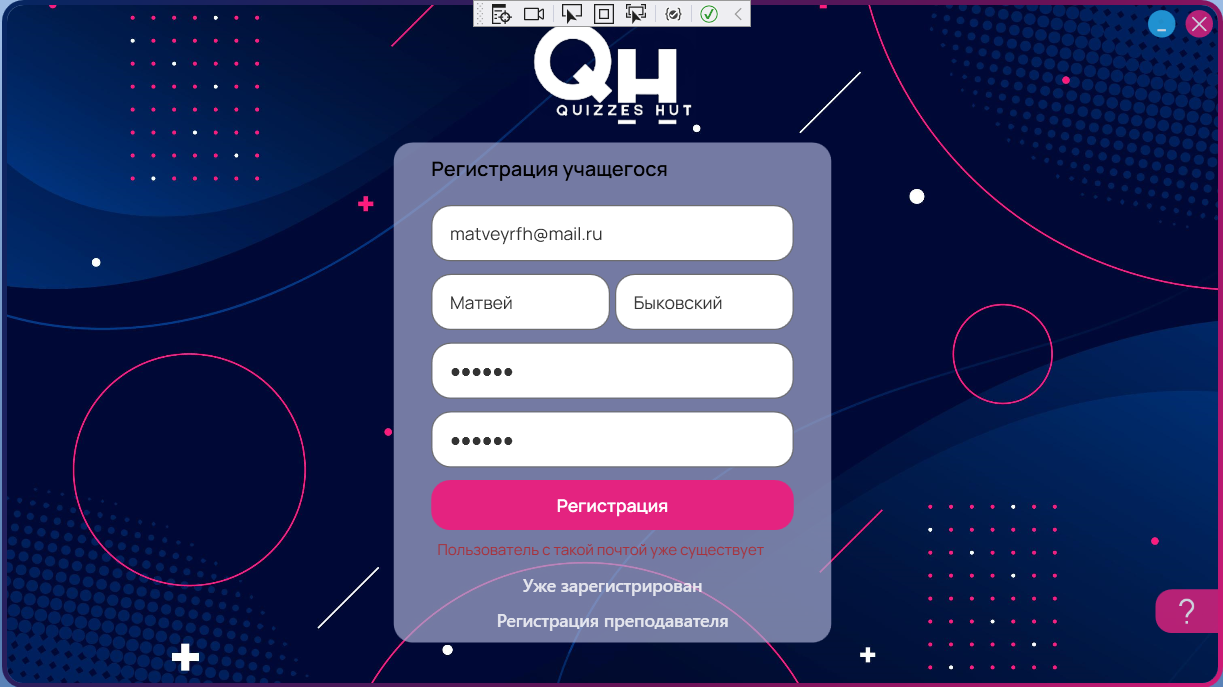 QH
QUIZZES HUT
Регистрация учащегося
matveyrfh@mail.ru
Матвей Быковский
●●●●●●
●●●●●●
Регистрация
Пользователь с такой почтой уже существует
Уже зарегистрирован
Регистрация преподавателя
?